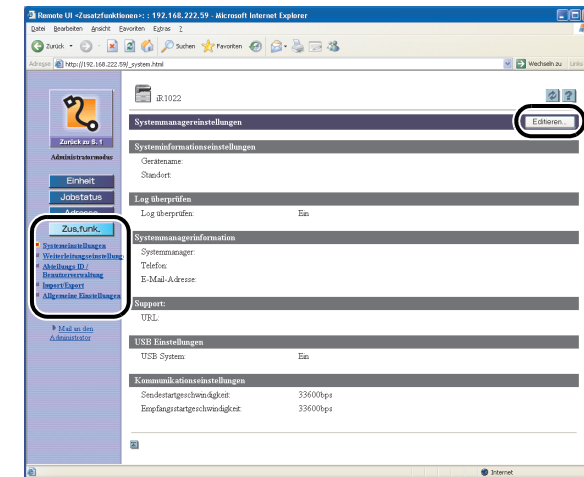 Remote UI <Zusatzfunktionen>: : 192.168.222.59 - Microsoft Internet Explorer
Datei Bearbeiten Ansicht Favoriten Extras ?
Zurück Suchen Favoriten
Adresse http://192.168.222.59/_system.html Wechseln zu Links
iR1022
Zurück zu S. 1
Administratormodus
Einheit
Jobstatus
Adresse
Zus.funk.
Systemeinstellungen
Weiterleitungseinstellung
Abteilungs ID /
Benutzerverwaltung
Import/Export
Allgemeine Einstellungen
Mail an den
Administrator
Systemmanagereinstellungen Editieren...
Systeminformationseinstellungen
Gerätename:
Standort:
Log überprüfen
Log überprüfen: Ein
Systemmanagerinformation
Systemmanager:
Telefon:
E-Mail-Adresse:
Support:
URL:
USB Einstellungen
USB System: Ein
Kommunikationseinstellungen
Sendestartgeschwindigkeit: 33600bps
Empfangsstartgeschwindigkeit: 33600bps
Internet